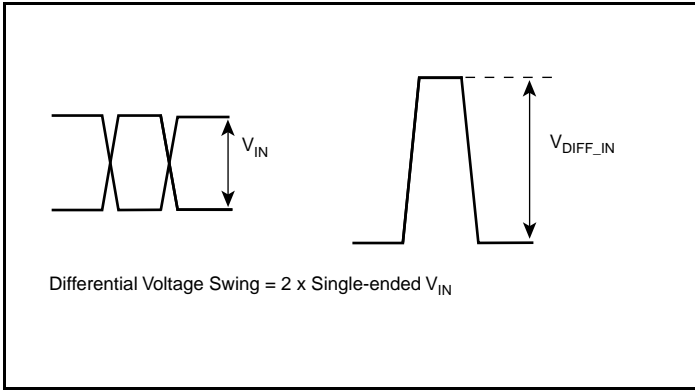 V_IN
V_DIFF_IN
Differential Voltage Swing = 2 x Single-ended V_IN